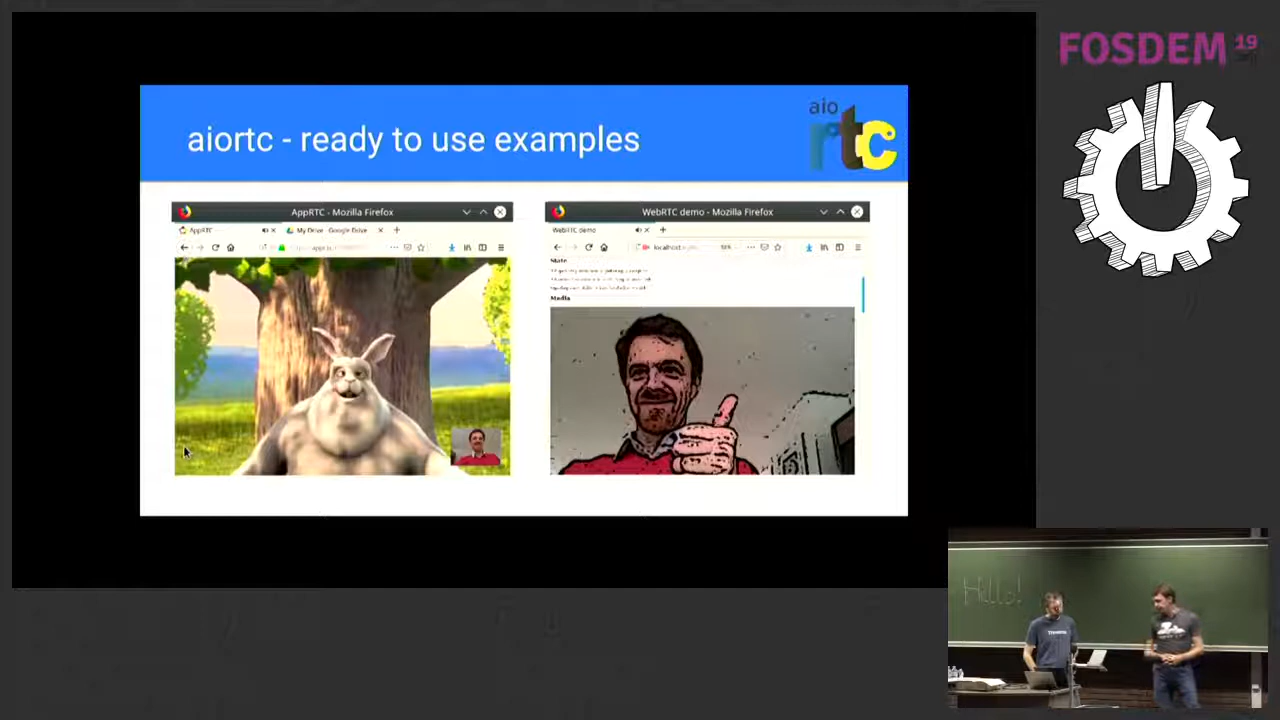 FOSDEM 19
aiortc - ready to use examples
aio
rtc
AppRTC - Mozilla Firefox
AppRTC
My Drive - Google Drive
WebRTC demo - Mozilla Firefox
WebRTC demo
localhost
State
Media
Hello!